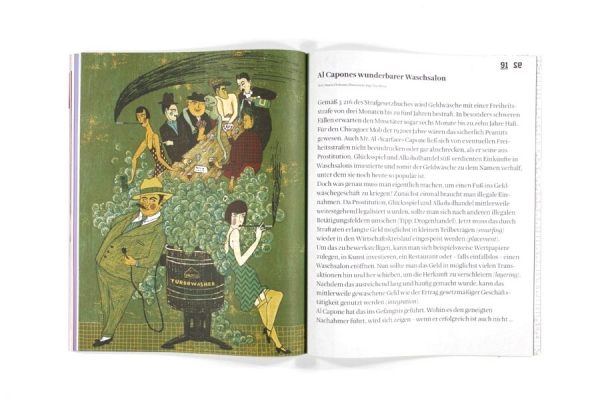 TURBOWASHER
91 92
Al Capones wunderbarer Waschsalon
Gemäß § 216 des Strafgesetzbuches wird Geldwäsche mit einer Freiheits-
strafe von drei Monaten bis zu fünf Jahren bestraft. In besonders schweren
Fällen erwarten den Missetäter sogar sechs Monate bis zu zehn Jahre Haft.
Für den Chicagoer Mob der 1920er Jahre wären das sicherlich Peanuts
gewesen. Auch Mr. »Scarface« Capone ließ sich von eventuellen Frei-
heitsstrafen nicht beeindrucken oder gar abschrecken, als er seine aus
Prostitution, Glücksspiel und Alkoholhandel süß verdienten Einkünfte in
Waschsalons investierte und somit der Geldwäsche zu dem Namen verhalf,
unter dem sie noch heute so populär ist.
Doch was genau muss man eigentlich machen, um einen Fuß ins Geld-
wäschegeschäft zu kriegen? Zunächst einmal braucht man illegale Ein-
nahmen. Da Prostitution, Glücksspiel und Alkoholhandel mittlerweile
weitestgehend legalisiert wurden, sollte man sich nach anderen illegalen
Betätigungsfeldern umsehen (Tipp: Drogenhandel). Jetzt muss das durch
Straftaten erlangte Geld möglichst in kleinen Teilbeträgen (smurfing)
wieder in den Wirtschaftskreislauf eingespeist werden (placement).
Um das zu bewerkstelligen, kann man sich beispielsweise Wertpapiere
zulegen, in Kunst investieren, ein Restaurant oder – falls einfallslos – einen
Waschsalon eröffnen. Nun sollte man das Geld in möglichst vielen Trans-
aktionen hin und her schieben, um die Herkunft zu verschleiern (layering).
Nachdem das ausreichend lang und häufig gemacht wurde, kann das
mittlerweile gewaschene Geld wie der Ertrag gesetzmäßiger Geschäfts-
tätigkeit genutzt werden (integration).
Al Capone hat das ins Gefängnis geführt. Wohin es den geneigten
Nachahmer führt, wird sich zeigen – wenn er erfolgreich ist auch nicht ...